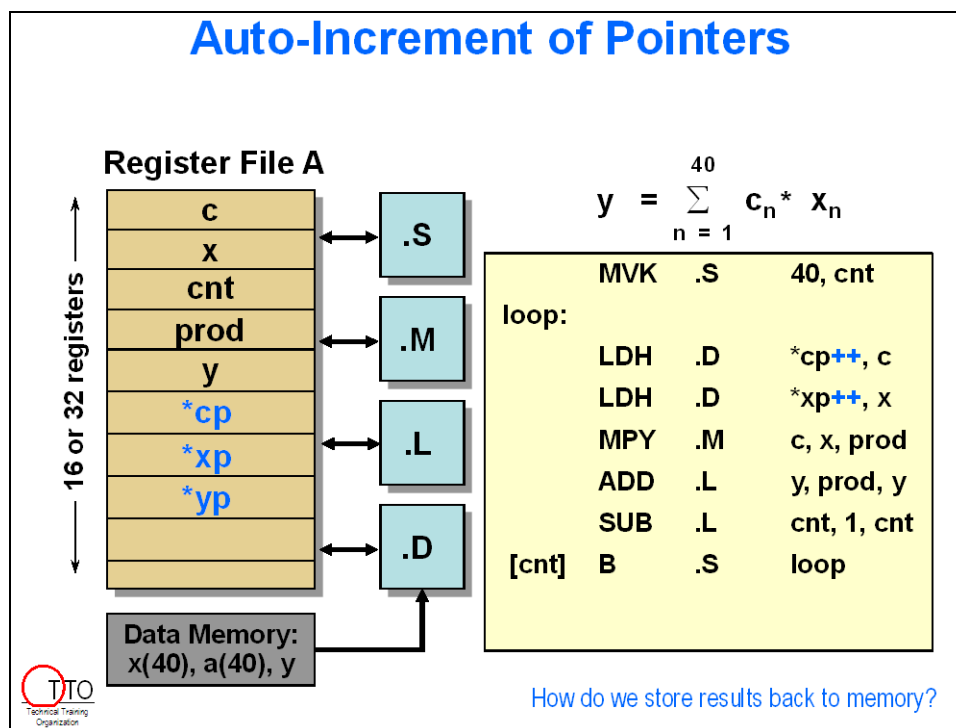 Auto-Increment of Pointers
Register File A
16 or 32 registers
c
x
cnt
prod
y
*cp
*xp
*yp
.S
.M
.L
.D
Data Memory:
x(40), a(40), y
40
y = Σ cn* xn
n = 1
MVK .S 40, cnt
loop:
LDH .D *cp++, c
LDH .D *xp++, x
MPY .M c, x, prod
ADD .L y, prod, y
SUB .L cnt, 1, cnt
[cnt] B .S loop
TTO
Technical Training
Organization
How do we store results back to memory?